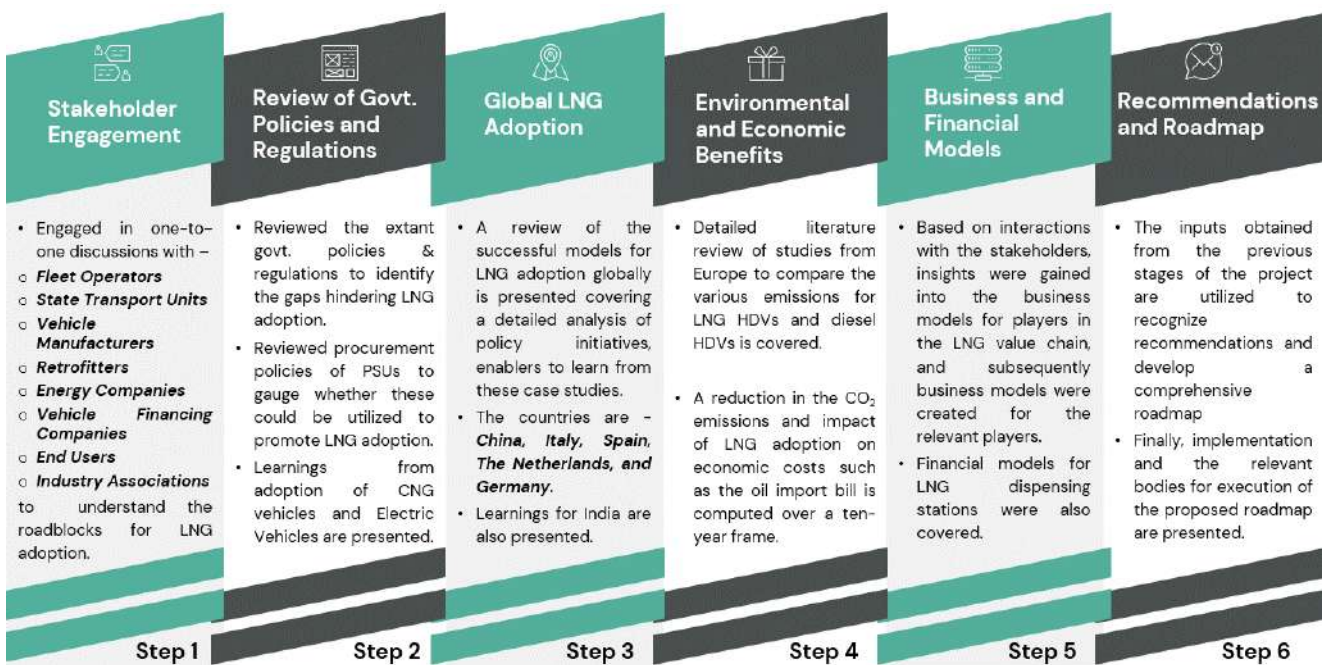 Stakeholder
Engagement
• Engaged in one-to-
one discussions with –
o Fleet Operators
o State Transport Units
o Vehicle
Manufacturers
o Retrofitters
o Energy Companies
o Vehicle Financing
Companies
o End Users
o Industry Associations
to understand the
roadblocks for LNG
adoption.
Step 1
Review of Govt.
Policies and
Regulations
• Reviewed the extant
govt. policies &
regulations to identify
the gaps hindering LNG
adoption.
• Reviewed procurement
policies of PSUs to
gauge whether these
could be utilized to
promote LNG adoption.
• Learnings from
adoption of CNG
vehicles and Electric
Vehicles are presented.
Step 2
Global LNG
Adoption
• A review of the
successful models for
LNG adoption globally
is presented covering
a detailed analysis of
policy initiatives,
enablers to learn from
these case studies.
• The countries are -
China, Italy, Spain,
The Netherlands, and
Germany.
• Learnings for India are
also presented.
Step 3
Environmental
and Economic
Benefits
• Detailed literature
review of studies from
Europe to compare the
various emissions for
LNG HDVs and diesel
HDVs is covered.
• A reduction in the CO₂
emissions and impact
of LNG adoption on
economic costs such
as the oil import bill is
computed over a ten-
year frame.
Step 4
Business and
Financial
Models
• Based on interactions
with the stakeholders,
insights were gained
into the business
models for players in
the LNG value chain,
and subsequently
business models were
created for the
relevant players.
• Financial models for
LNG dispensing
stations were also
covered.
Step 5
Recommendations
and Roadmap
• The inputs obtained
from the previous
stages of the project
are utilized to
recognize
recommendations and
develop a
comprehensive
roadmap
• Finally, implementation
and the relevant
bodies for execution of
the proposed roadmap
are presented.
Step 6